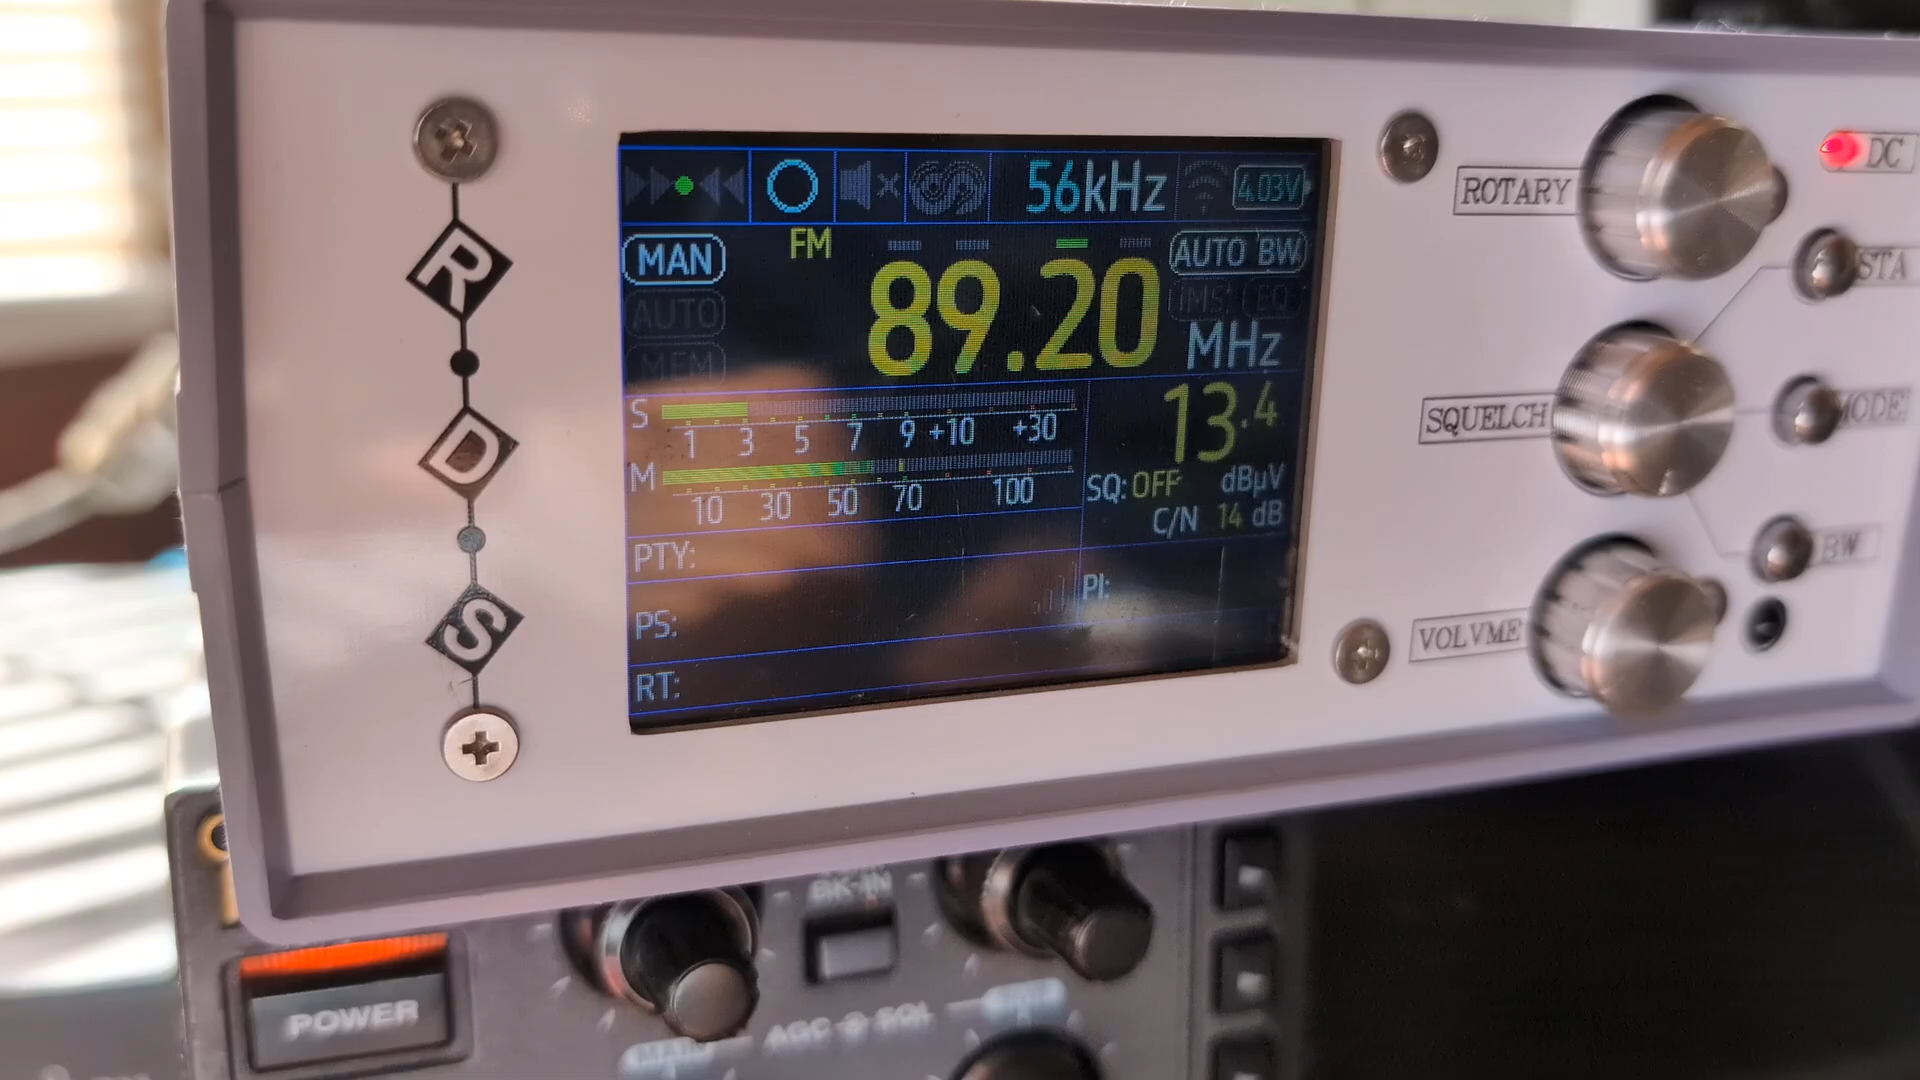 R
D
S
56kHz
4.03V
MAN
FM
AUTO BW
AUTO
iMS
EQ
89.20
MHz
MEM
S
1 3 5 7 9 +10 +30
M
10 30 50 70 100
13.4
SQ: OFF dBµV
C/N 14 dB
PTY:
PI:
PS:
RT:
ROTARY
DC
STA
SQUELCH
MODE
BW
VOLVME
BK-IN
POWER
AGC
SQL
MAIN